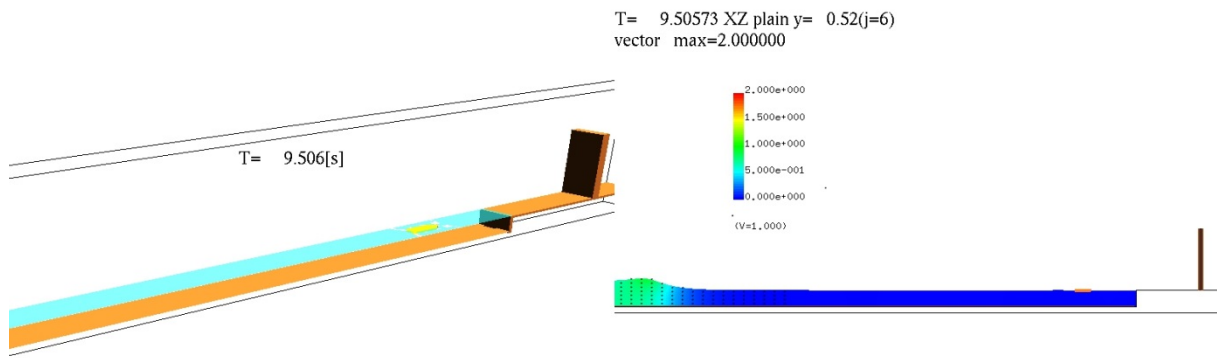 T= 9.506[s]
T= 9.50573 XZ plain y= 0.52(j=6)
vector max=2.000000
2.000e+000
1.500e+000
1.000e+000
5.000e-001
0.000e+000
(V=1.000)